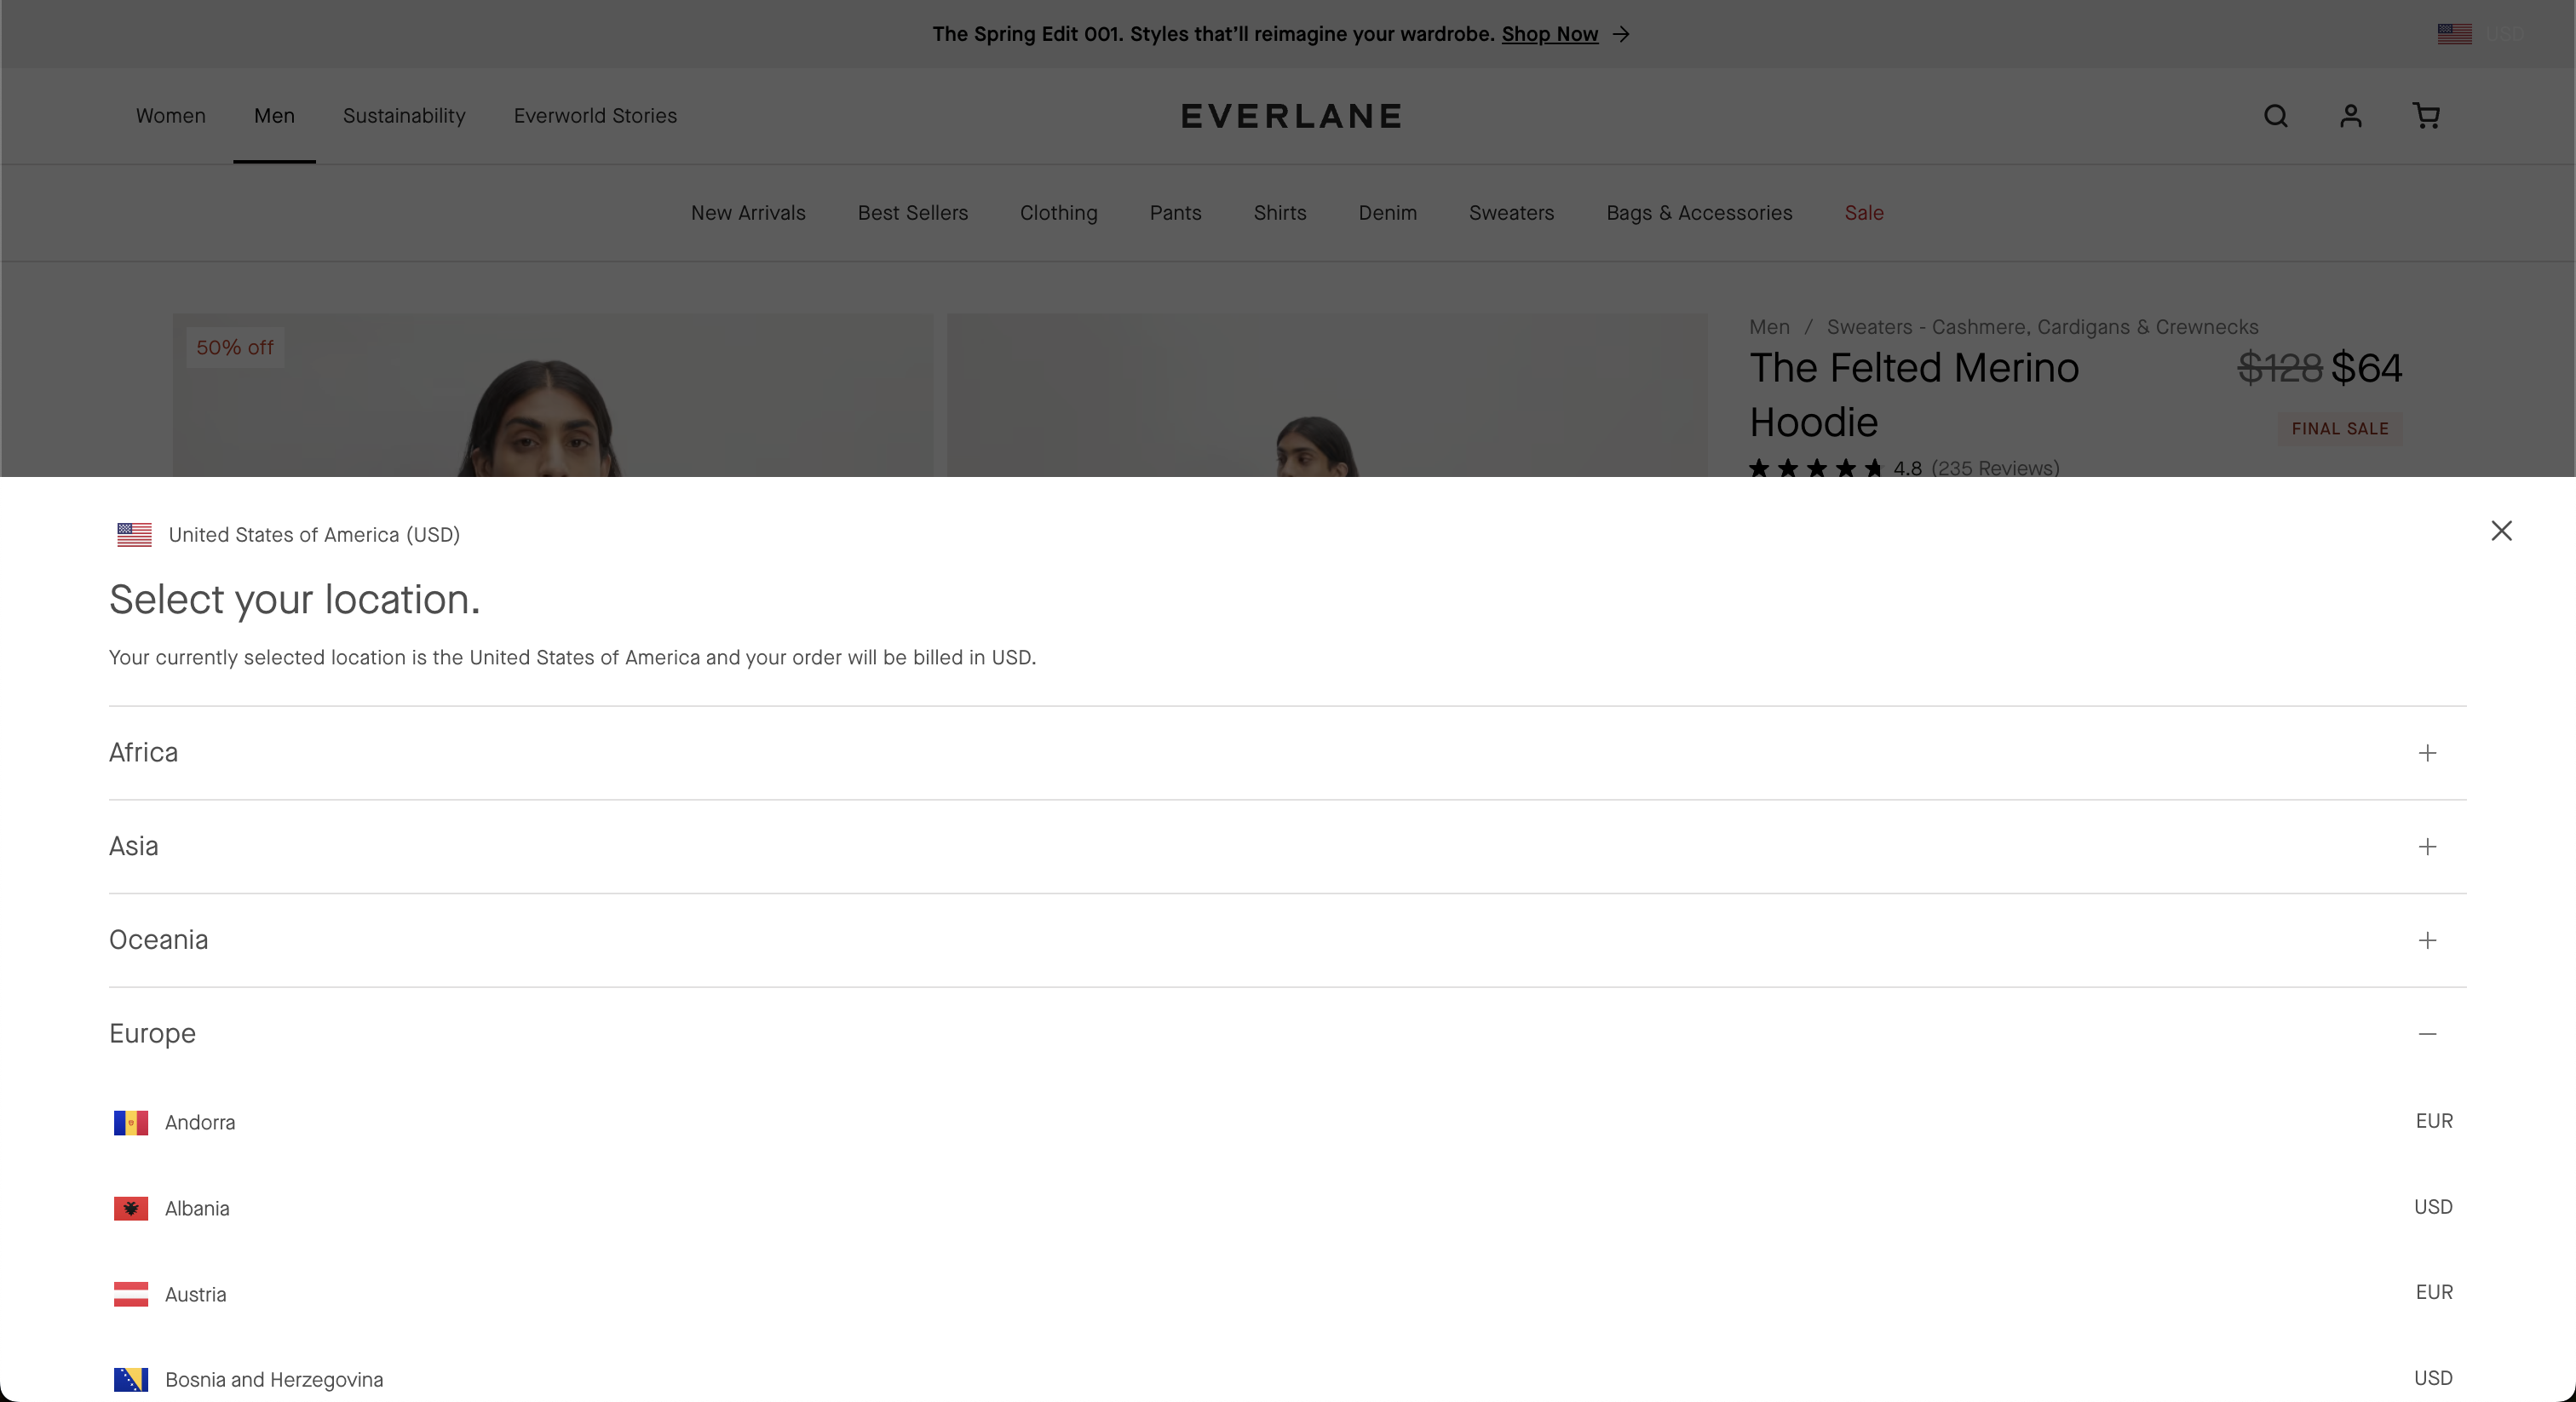 The Spring Edit 001. Styles that’ll reimagine your wardrobe. Shop Now →
USD
Women Men Sustainability Everworld Stories
EVERLANE
New Arrivals Best Sellers Clothing Pants Shirts Denim Sweaters Bags & Accessories Sale
50% off
Men / Sweaters - Cashmere, Cardigans & Crewnecks
The Felted Merino
Hoodie
$128 $64
FINAL SALE
4.8 (235 Reviews)
United States of America (USD)
Select your location.
Your currently selected location is the United States of America and your order will be billed in USD.
Africa
Asia
Oceania
Europe
Andorra EUR
Albania USD
Austria EUR
Bosnia and Herzegovina USD